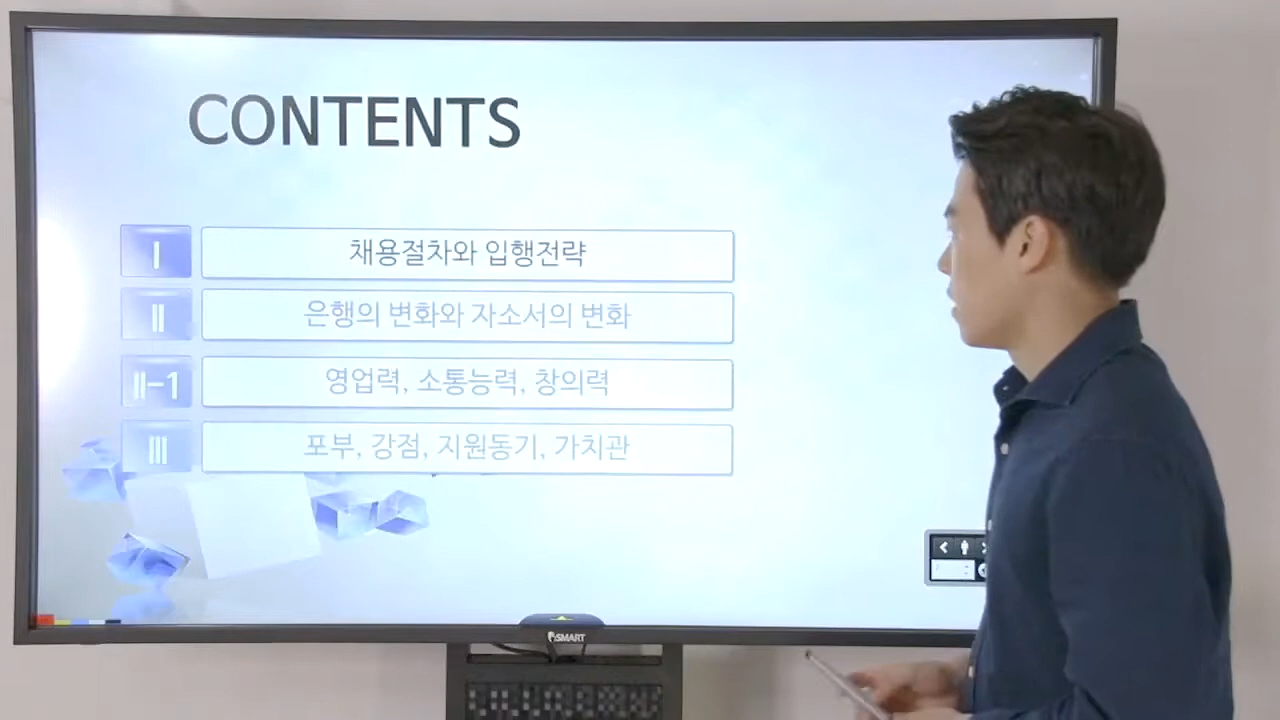 CONTENTS
I 채용절차와 입행전략
II 은행의 변화와 자소서의 변화
II-1 영업력, 소통능력, 창의력
III 포부, 강점, 지원동기, 가치관
SMART